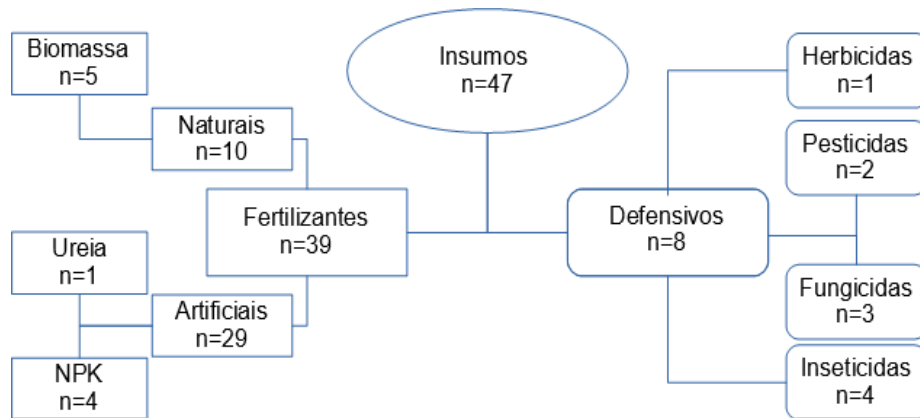 Biomassa
n=5
Insumos
n=47
Herbicidas
n=1
Naturais
n=10
Pesticidas
n=2
Fertilizantes
n=39
Defensivos
n=8
Ureia
n=1
Artificiais
n=29
Fungicidas
n=3
NPK
n=4
Inseticidas
n=4